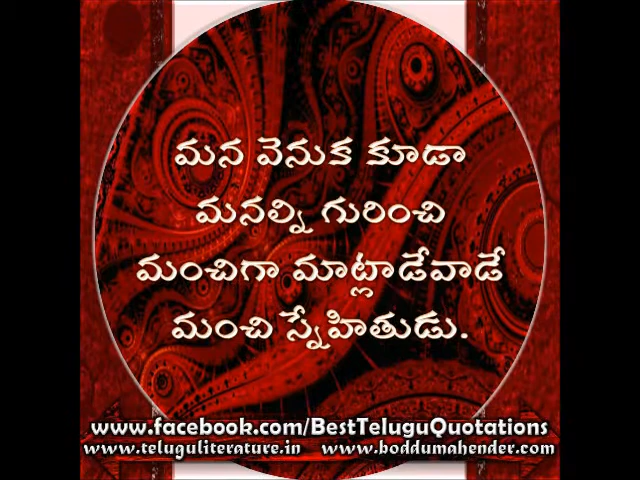 మన వెనుక కూడా
మనల్ని గురించి
మంచిగా మాట్లాడేవాడే
మంచి స్నేహితుడు.
www.facebook.com/BestTeluguQuotations
www.teluguliterature.in www.boddumahender.com